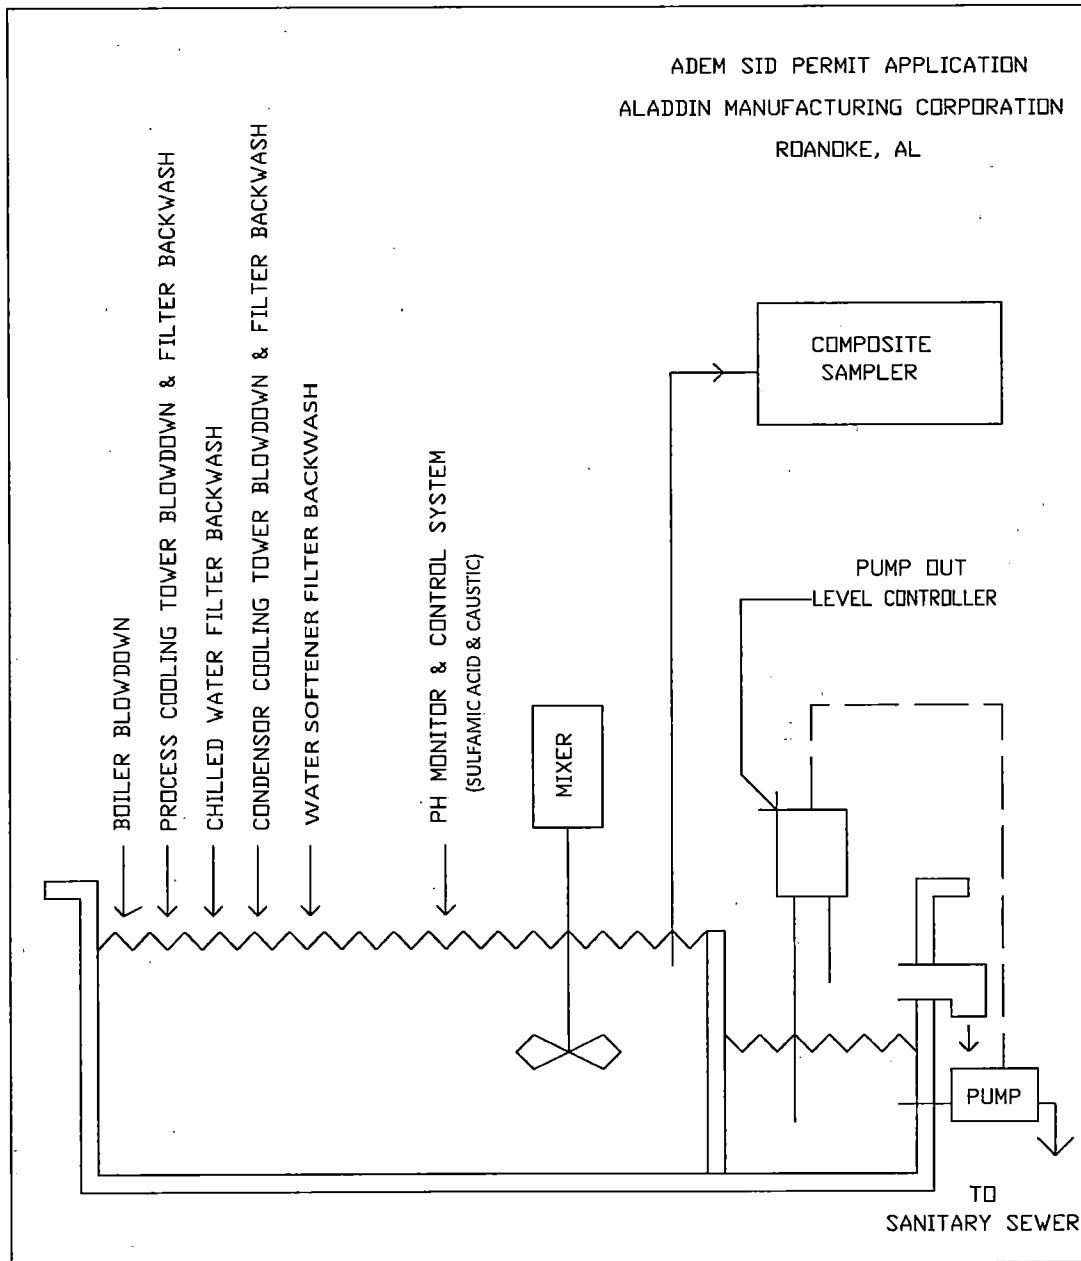 ADEM SID PERMIT APPLICATION
ALADDIN MANUFACTURING CORPORATION
ROANOKE, AL
BOILER BLOWDOWN
PROCESS COOLING TOWER BLOWDOWN & FILTER BACKWASH
CHILLED WATER FILTER BACKWASH
CONDENSOR COOLING TOWER BLOWDOWN & FILTER BACKWASH
WATER SOFTENER FILTER BACKWASH
PH MONITOR & CONTROL SYSTEM
(SULFAMIC ACID & CAUSTIC)
MIXER
COMPOSITE
SAMPLER
PUMP OUT
LEVEL CONTROLLER
PUMP
TO
SANITARY SEWER